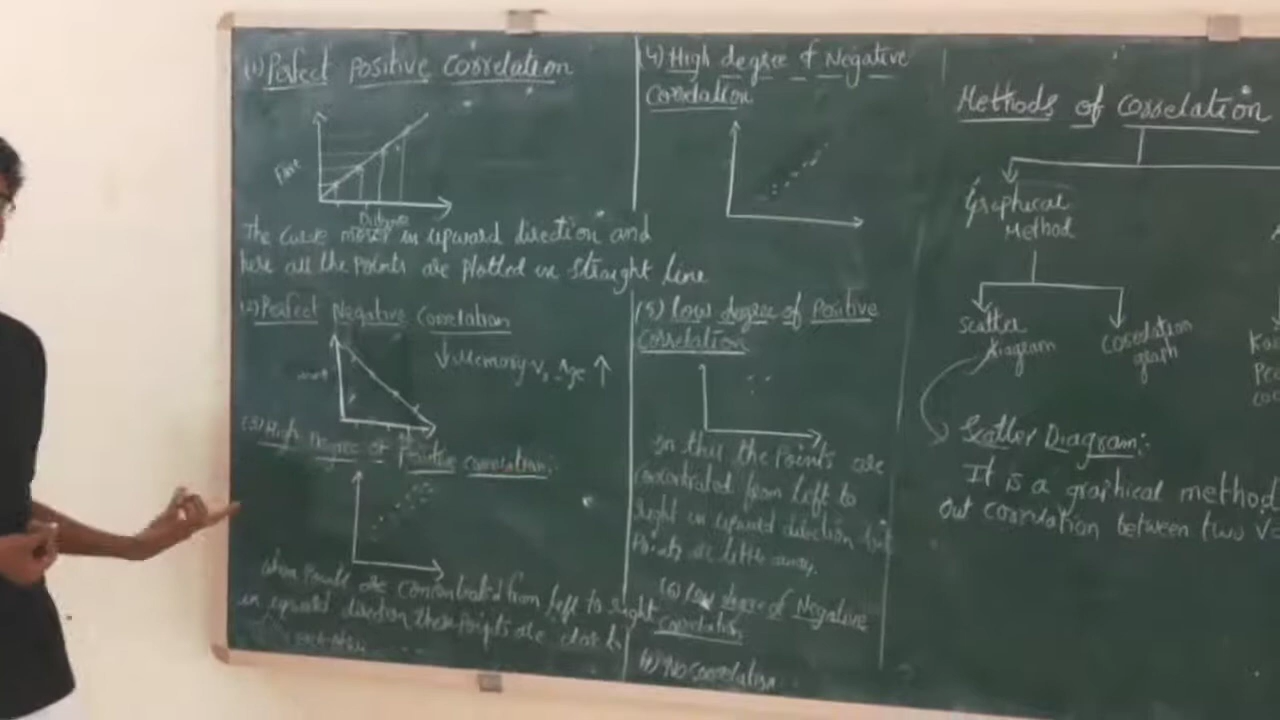 (1) Perfect Positive Correlation
Time
Distance
The curve moves in upward direction and
here all the points are plotted in straight line
(2) Perfect Negative Correlation
↓ Memory Vs Age ↑
(3) High Degree of Positive Correlation:
When Points are concentrated from left to right
in upward direction these points are close to
4) High degree of Negative
Correlation
(5) Low degree of Positive
Correlation
In this the Points are
concentrated from left to
right in upward direction but
Points are little away.
(6) Low degree of Negative
Correlation
No Correlation
Methods of Correlation
Graphical
Method
Scatter
diagram
Correlation
graph
Scatter Diagram:-
It is a graphical method
out correlation between two